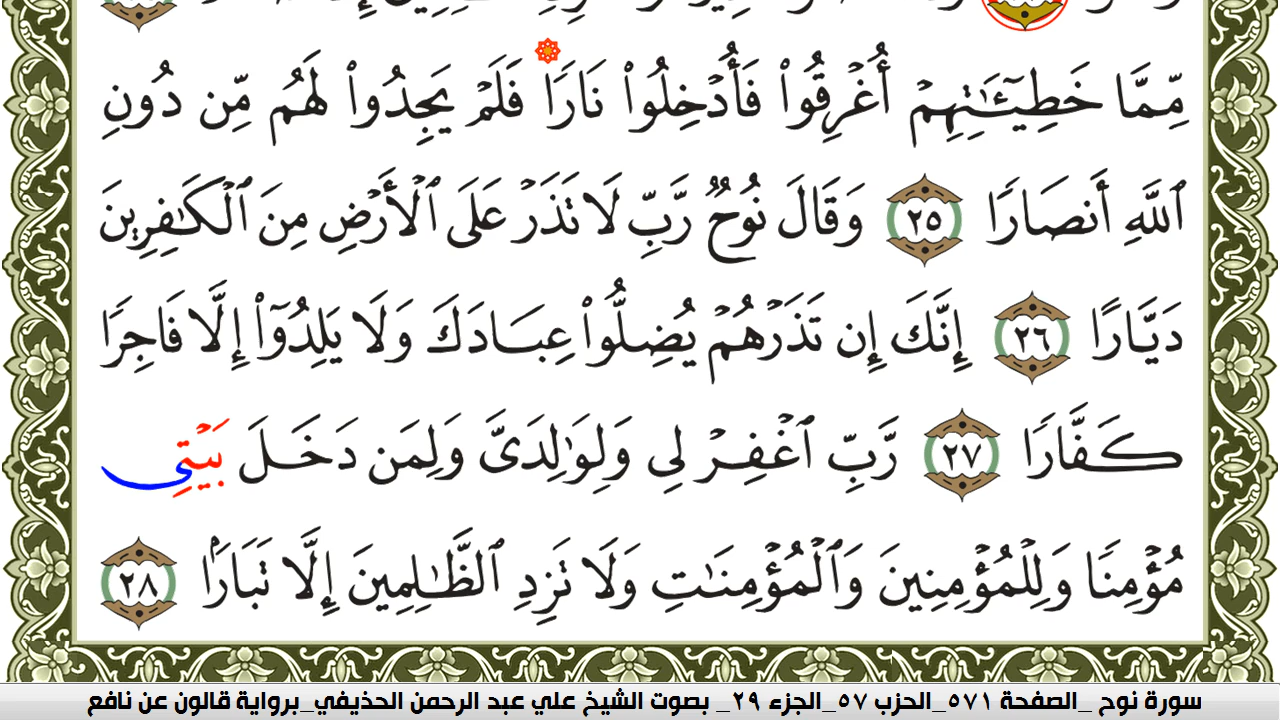 مِّمَّا خَطِيٓـَٰٔتِهِمْ أُغْرِقُوا۟ فَأُدْخِلُوا۟ نَارًا فَلَمْ يَجِدُوا۟ لَهُم مِّن دُونِ
ٱللَّهِ أَنصَارًا ٢٥ وَقَالَ نُوحٌ رَّبِّ لَا تَذَرْ عَلَى ٱلْأَرْضِ مِنَ ٱلْكَٰفِرِينَ
دَيَّارًا ٢٦ إِنَّكَ إِن تَذَرْهُمْ يُضِلُّوا۟ عِبَادَكَ وَلَا يَلِدُوٓا۟ إِلَّا فَاجِرًا
كَفَّارًا ٢٧ رَّبِّ ٱغْفِرْ لِى وَلِوَٰلِدَىَّ وَلِمَن دَخَلَ بَيْتِى
مُؤْمِنًا وَلِلْمُؤْمِنِينَ وَٱلْمُؤْمِنَٰتِ وَلَا تَزِدِ ٱلظَّٰلِمِينَ إِلَّا تَبَارًۢا ٢٨
سورة نوح _الصفحة ٥٧١_الحزب ٥٧_الجزء ٢٩_ بصوت الشيخ علي عبد الرحمن الحذيفي_برواية قالون عن نافع